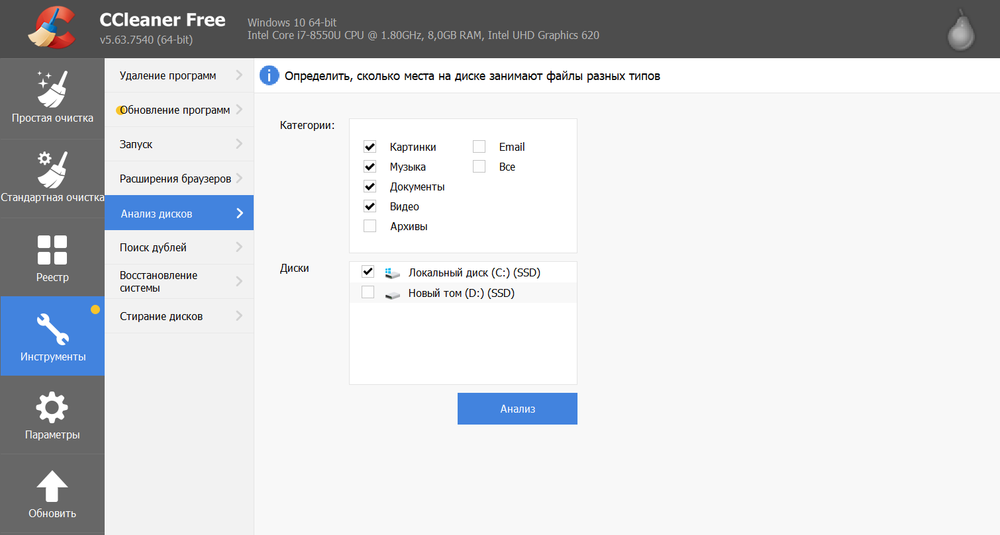 CCleaner Free
v5.63.7540 (64-bit)
Windows 10 64-bit
Intel Core i7-8550U CPU @ 1.80GHz, 8,0GB RAM, Intel UHD Graphics 620
Простая очистка
Стандартная очистка
Реестр
Инструменты
Параметры
Обновить
Удаление программ
Обновление программ
Запуск
Расширения браузеров
Анализ дисков
Поиск дублей
Восстановление
системы
Стирание дисков
Определить, сколько места на диске занимают файлы разных типов
Категории:
Картинки
Email
Музыка
Все
Документы
Видео
Архивы
Диски
Локальный диск (C:) (SSD)
Новый том (D:) (SSD)
Анализ